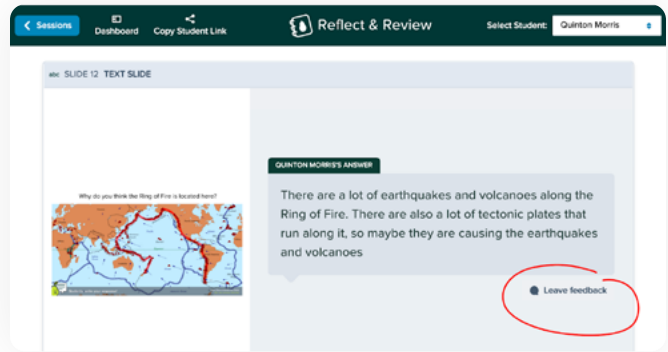 Sessions
Dashboard
Copy Student Link
Reflect & Review
Select Student:
Quinton Morris
abc SLIDE 12 TEXT SLIDE
Why do you think the Ring of Fire is located here?
QUINTON MORRIS'S ANSWER
There are a lot of earthquakes and volcanoes along the
Ring of Fire. There are also a lot of tectonic plates that
run along it, so maybe they are causing the earthquakes
and volcanoes
Leave feedback